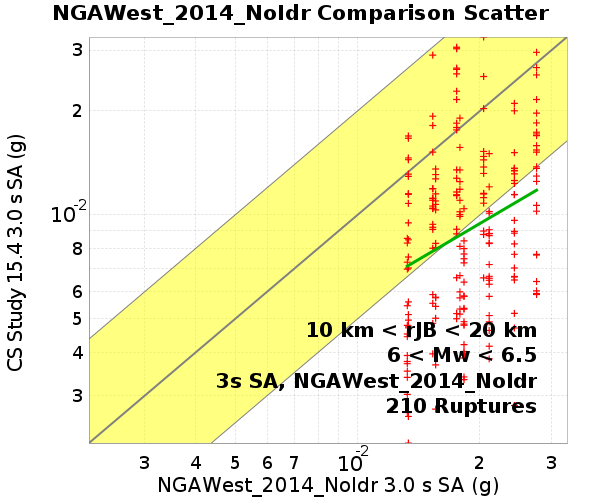 NGAWest_2014_NoIdr Comparison Scatter
CS Study 15.4 3.0 s SA (g)
3
2
10-2
8
6
5
4
3
10 km < rJB < 20 km
6 < Mw < 6.5
3s SA, NGAWest_2014_NoIdr
210 Ruptures
3 4 5 6 7 10-2 2 3
NGAWest_2014_NoIdr 3.0 s SA (g)